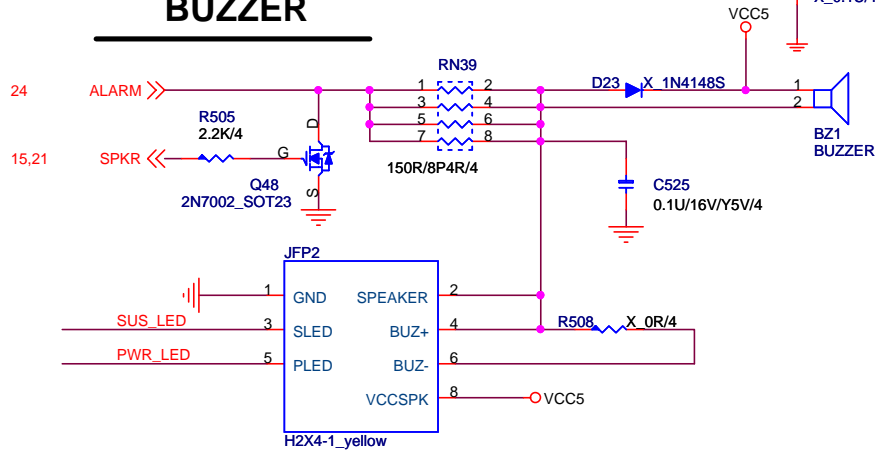 BUZZER
VCC5
24 ALARM
RN39
1 2
3 4
5 6
7 8
150R/8P4R/4
D23 X_1N4148S
1
2
BZ1
BUZZER
R505
2.2K/4
15,21 SPKR
D
G
S
Q48
2N7002_SOT23
C525
0.1U/16V/Y5V/4
JFP2
1 GND SPEAKER 2
SUS_LED 3 SLED BUZ+ 4
R508 X_0R/4
PWR_LED 5 PLED BUZ- 6
VCCSPK 8 VCC5
H2X4-1_yellow